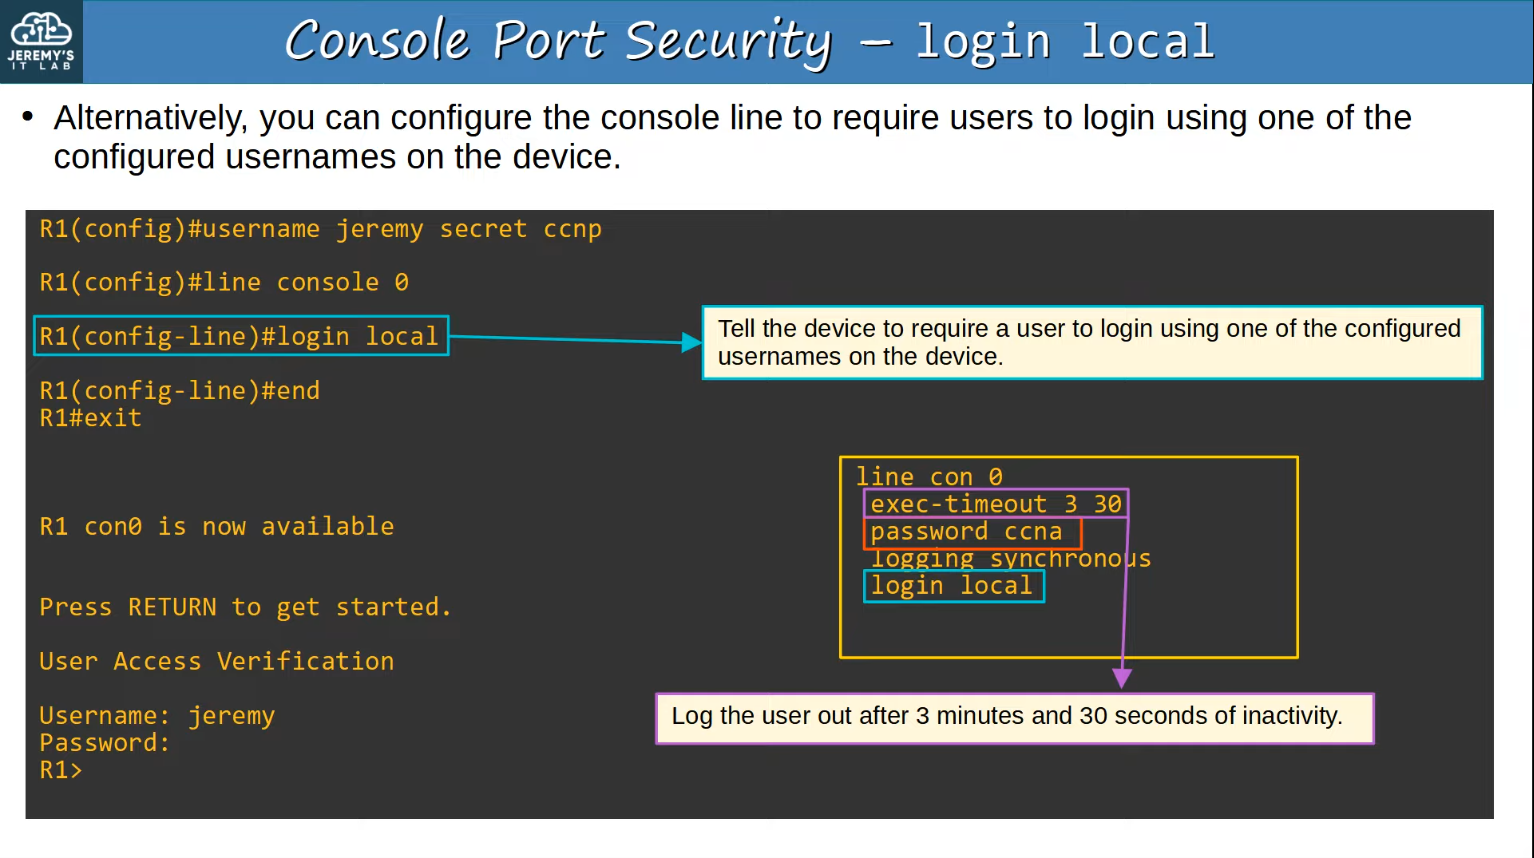 JEREMY'S
IT LAB
Console Port Security – login local
• Alternatively, you can configure the console line to require users to login using one of the
configured usernames on the device.
R1(config)#username jeremy secret ccnp
R1(config)#line console 0
R1(config-line)#login local
Tell the device to require a user to login using one of the configured
usernames on the device.
R1(config-line)#end
R1#exit
line con 0
exec-timeout 3 30
password ccna
logging synchronous
login local
R1 con0 is now available
Press RETURN to get started.
User Access Verification
Log the user out after 3 minutes and 30 seconds of inactivity.
Username: jeremy
Password:
R1>